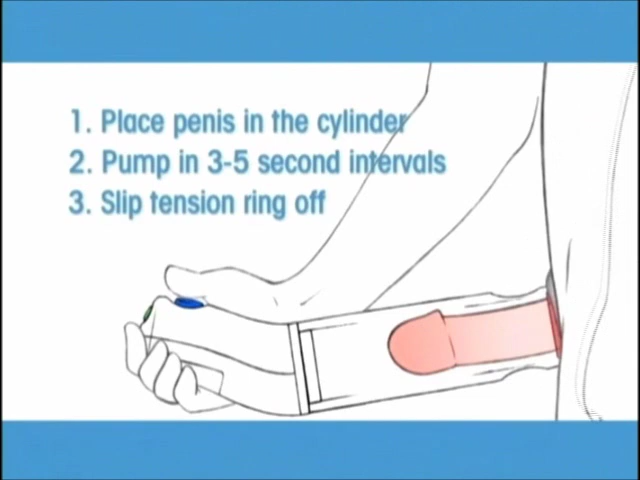 1. Place penis in the cylinder
2. Pump in 3-5 second intervals
3. Slip tension ring off